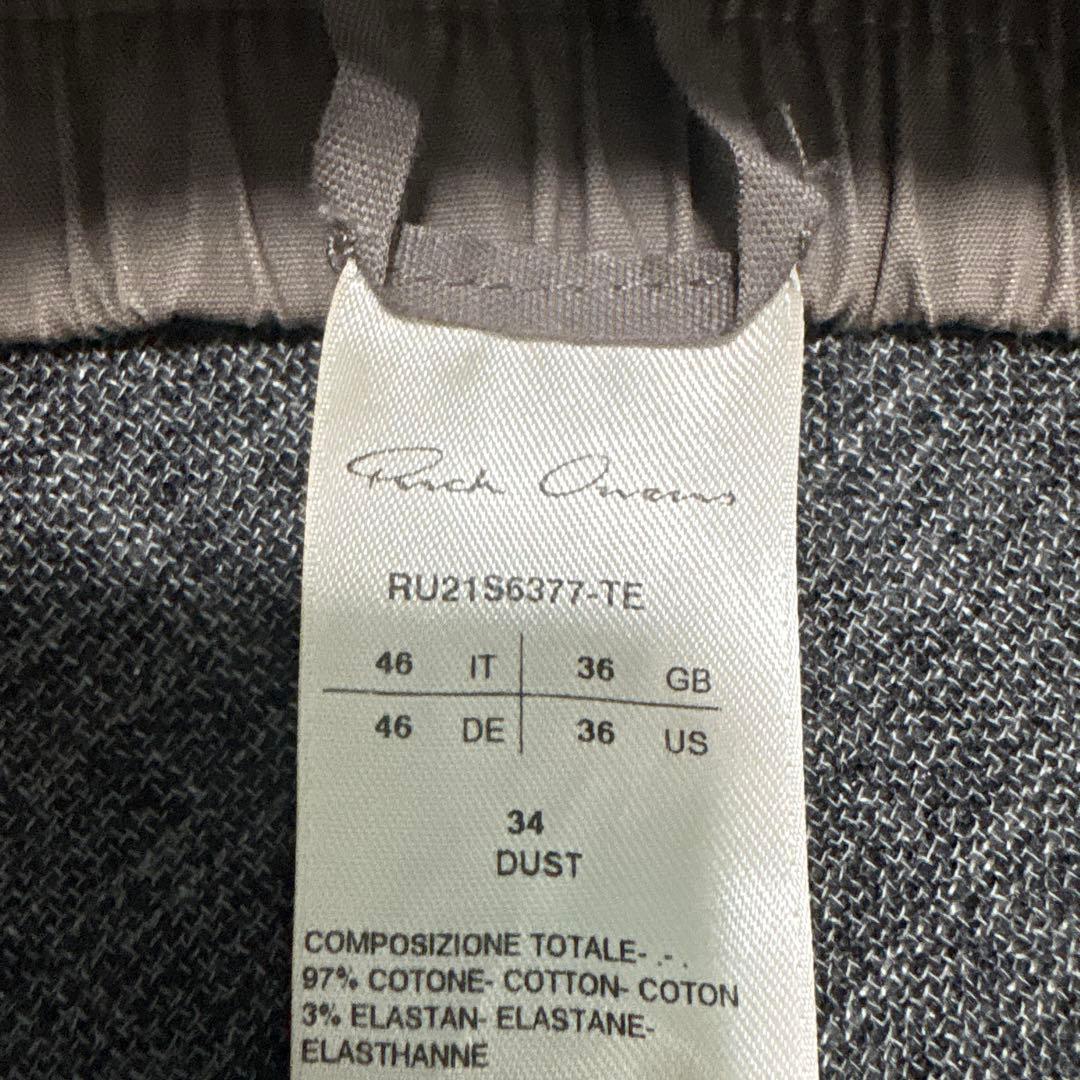 Rick Owens
RU21S6377-TE
46 IT 36 GB
46 DE 36 US
34
DUST
COMPOSIZIONE TOTALE- .- .
97% COTONE- COTTON- COTON
3% ELASTAN- ELASTANE-
ELASTHANNE